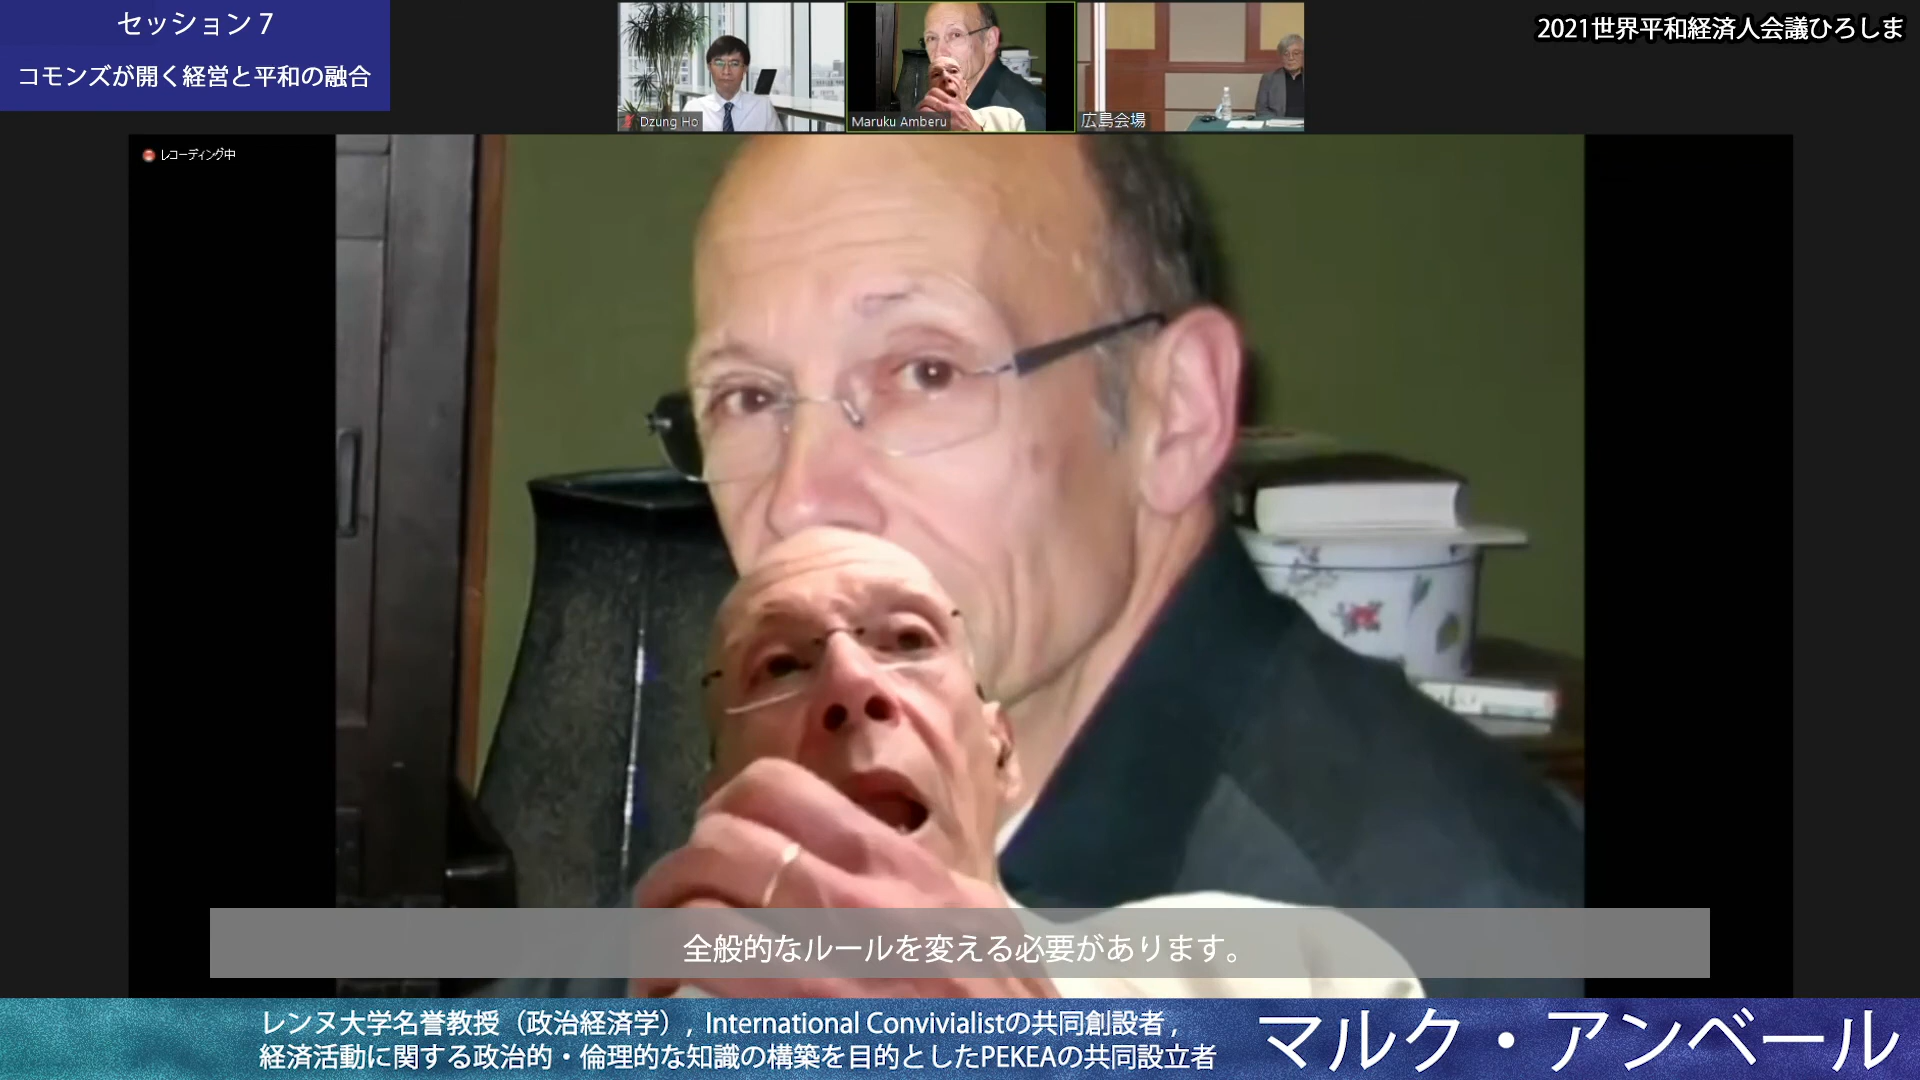 セッション７
コモンズが開く経営と平和の融合
2021世界平和経済人会議ひろしま
Dzung Ho
Maruku Amberu
広島会場
レコーディング中
全般的なルールを変える必要があります。
レンヌ大学名誉教授（政治経済学）, International Convivialistの共同創設者 ,
経済活動に関する政治的・倫理的な知識の構築を目的としたPEKEAの共同設立者
マルク・アンベール